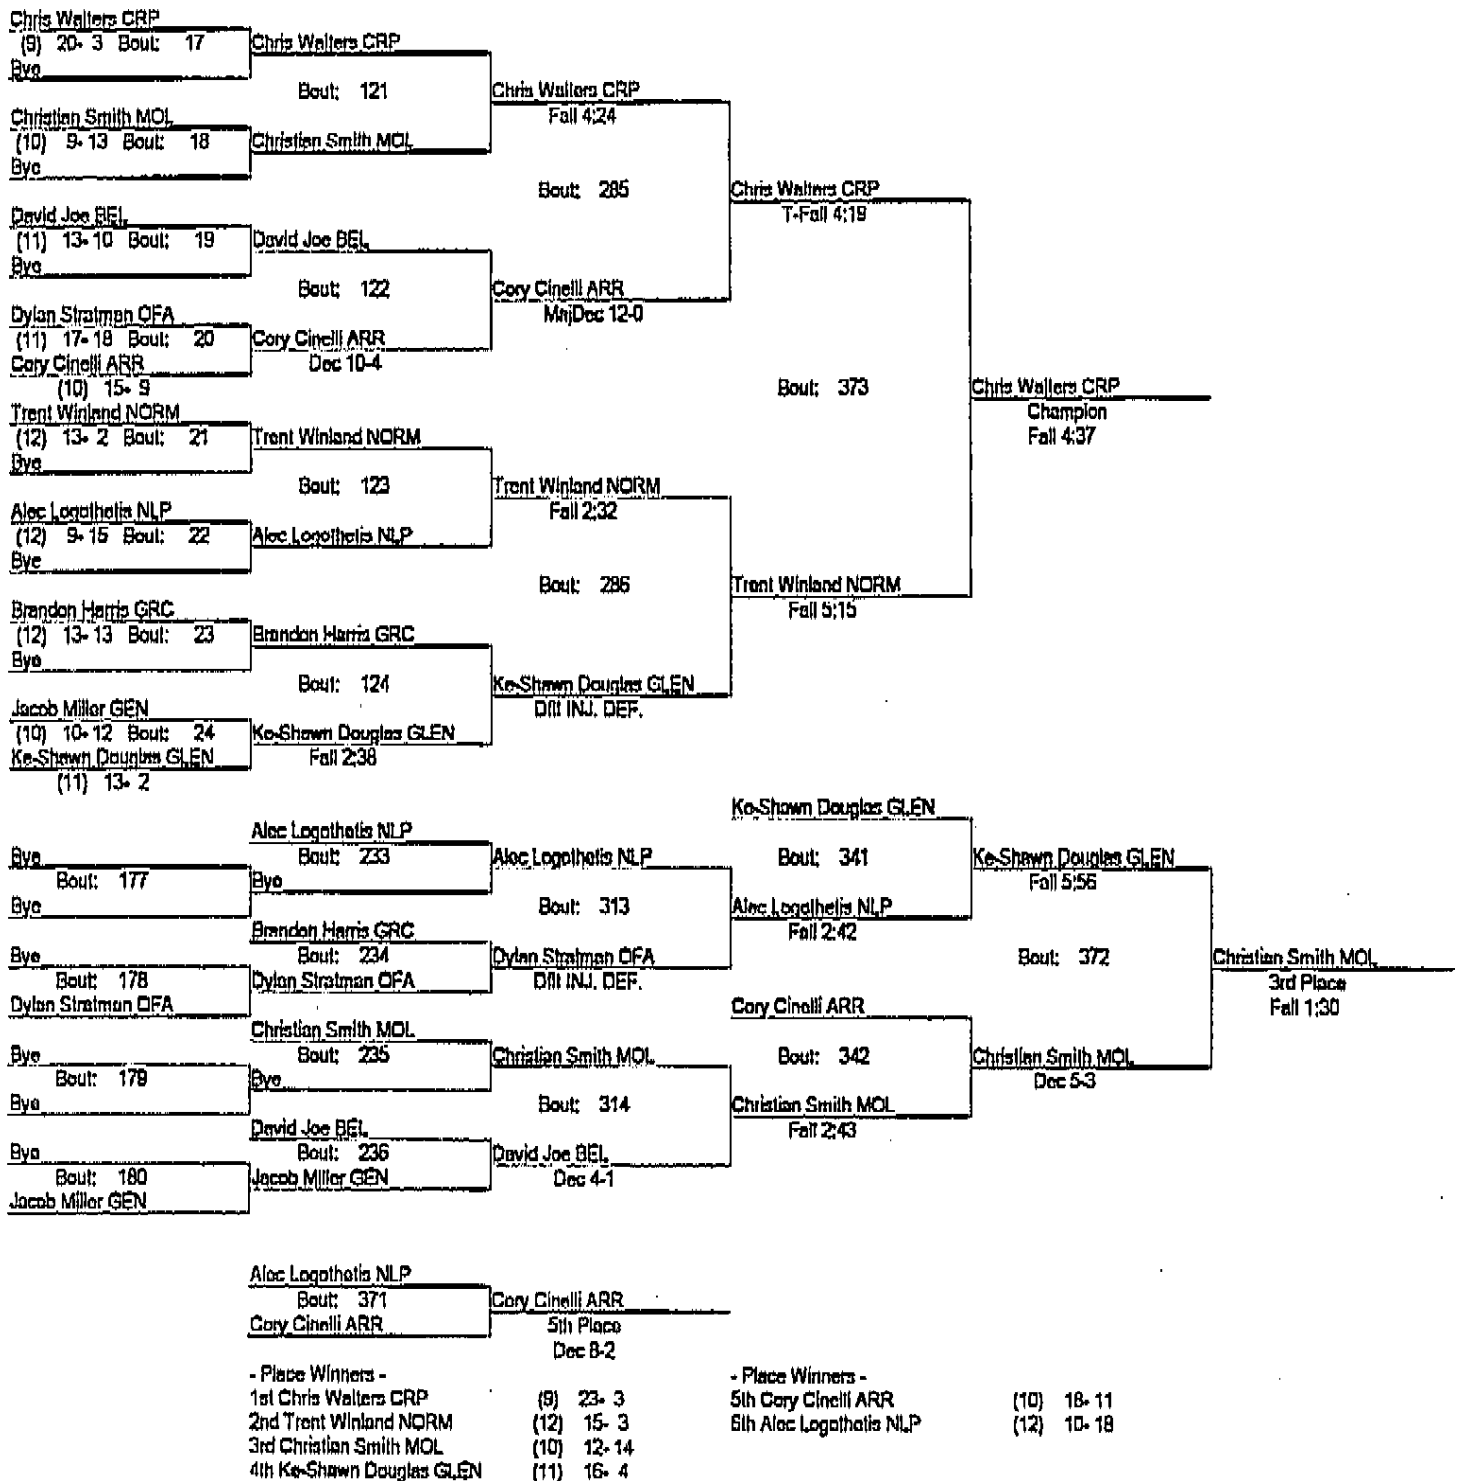 Chris Walters CRP
(9) 20- 3 Bout: 17
Bye
Chris Walters CRP
Bout: 121
Christian Smith MOL
(10) 9- 13 Bout: 18
Bye
Christian Smith MOL
Chris Walters CRP
Fall 4:24
Bout: 285
David Joe BEL
(11) 13- 10 Bout: 19
Bye
David Joe BEL
Bout: 122
Dylan Stratman OFA
(11) 17- 18 Bout: 20
Cory Cinelli ARR
(10) 15- 9
Cory Cinelli ARR
Dec 10-4
Cory Cinelli ARR
MajDec 12-0
Chris Walters CRP
T-Fall 4:19
Bout: 373
Trent Winland NORM
(12) 13- 2 Bout: 21
Bye
Trent Winland NORM
Bout: 123
Alec Logothetis NLP
(12) 9- 15 Bout: 22
Bye
Alec Logothetis NLP
Trent Winland NORM
Fall 2:32
Bout: 286
Brandon Harris GRC
(12) 13- 13 Bout: 23
Bye
Brandon Harris GRC
Bout: 124
Jacob Miller GEN
(10) 10- 12 Bout: 24
Ke-Shawn Douglas GLEN
(11) 13- 2
Ke-Shawn Douglas GLEN
Fall 2:38
Ke-Shawn Douglas GLEN
Dflt INJ. DEF.
Trent Winland NORM
Fall 5:15
Chris Walters CRP
Champion
Fall 4:37
Bye
Bout: 177
Bye
Alec Logothetis NLP
Bout: 233
Bye
Alec Logothetis NLP
Bout: 313
Bye
Bout: 178
Dylan Stratman OFA
Brandon Harris GRC
Bout: 234
Dylan Stratman OFA
Dylan Stratman OFA
Dflt INJ. DEF.
Ke-Shawn Douglas GLEN
Bout: 341
Alec Logothetis NLP
Fall 2:42
Ke-Shawn Douglas GLEN
Fall 5:56
Bout: 372
Bye
Bout: 179
Bye
Christian Smith MOL
Bout: 235
Bye
Christian Smith MOL
Bout: 314
Bye
Bout: 180
Jacob Miller GEN
David Joe BEL
Bout: 236
Jacob Miller GEN
David Joe BEL
Dec 4-1
Cory Cinelli ARR
Bout: 342
Christian Smith MOL
Fall 2:43
Christian Smith MOL
Dec 5-3
Christian Smith MOL
3rd Place
Fall 1:30
Alec Logothetis NLP
Bout: 371
Cory Cinelli ARR
Cory Cinelli ARR
5th Place
Dec 8-2
- Place Winners -
1st Chris Walters CRP (9) 23- 3
2nd Trent Winland NORM (12) 15- 3
3rd Christian Smith MOL (10) 12- 14
4th Ke-Shawn Douglas GLEN (11) 16- 4
- Place Winners -
5th Cory Cinelli ARR (10) 18- 11
6th Alec Logothetis NLP (12) 10- 18